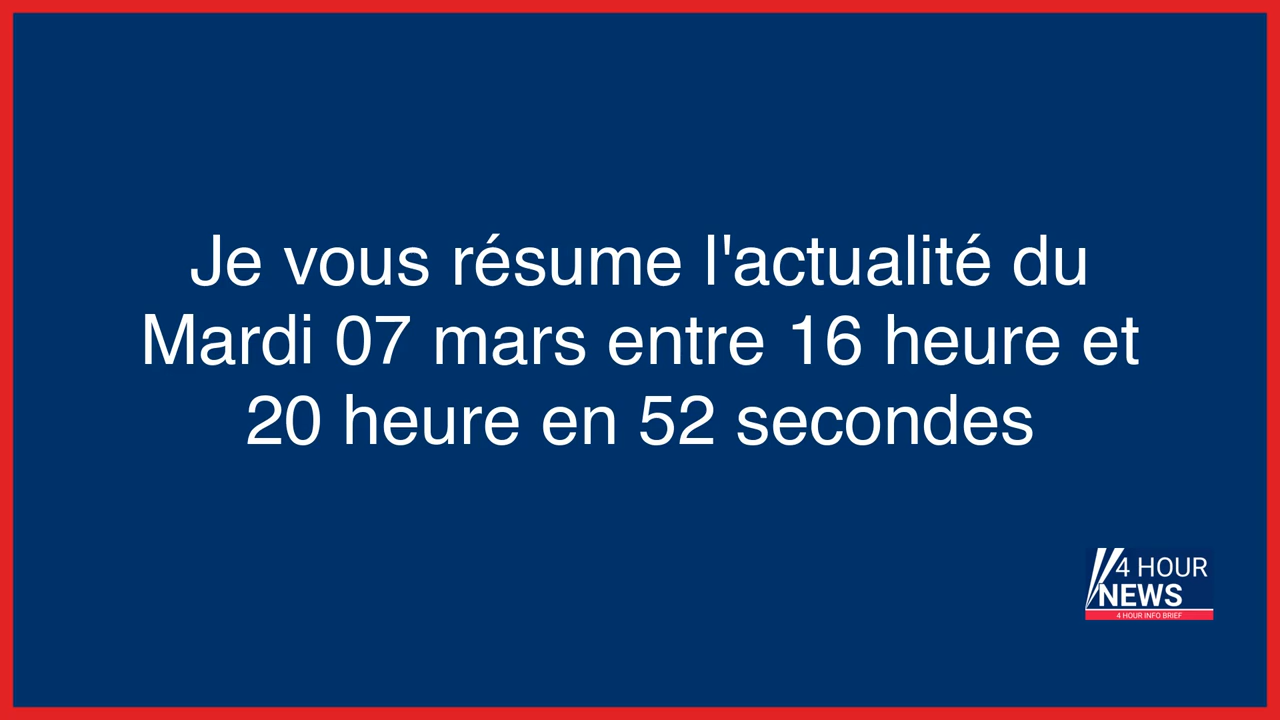 Je vous résume l'actualité du
Mardi 07 mars entre 16 heure et
20 heure en 52 secondes
4 HOUR
NEWS
4 HOUR INFO BRIEF